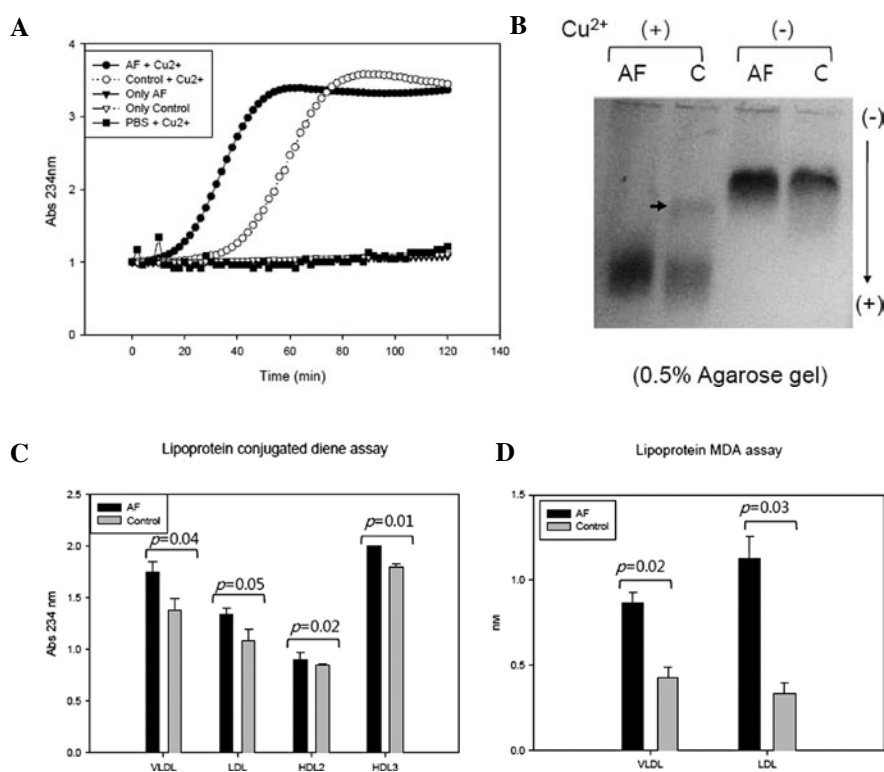 A
AF + Cu2+
Control + Cu2+
Only AF
Only Control
PBS + Cu2+
Abs 234nm
4
3
2
1
0
0 20 40 60 80 100 120 140
Time (min)
B
Cu²⁺ (+) (-)
AF C AF C
(-)
(+)
(0.5% Agarose gel)
C
Lipoprotein conjugated diene assay
AF
Control
Abs 234 nm
2.5
2.0
1.5
1.0
0.5
0.0
p=0.04
p=0.05
p=0.02
p=0.01
VLDL LDL HDL2 HDL3
D
Lipoprotein MDA assay
AF
Control
nM
1.5
1.0
0.5
0.0
p=0.02
p=0.03
VLDL LDL